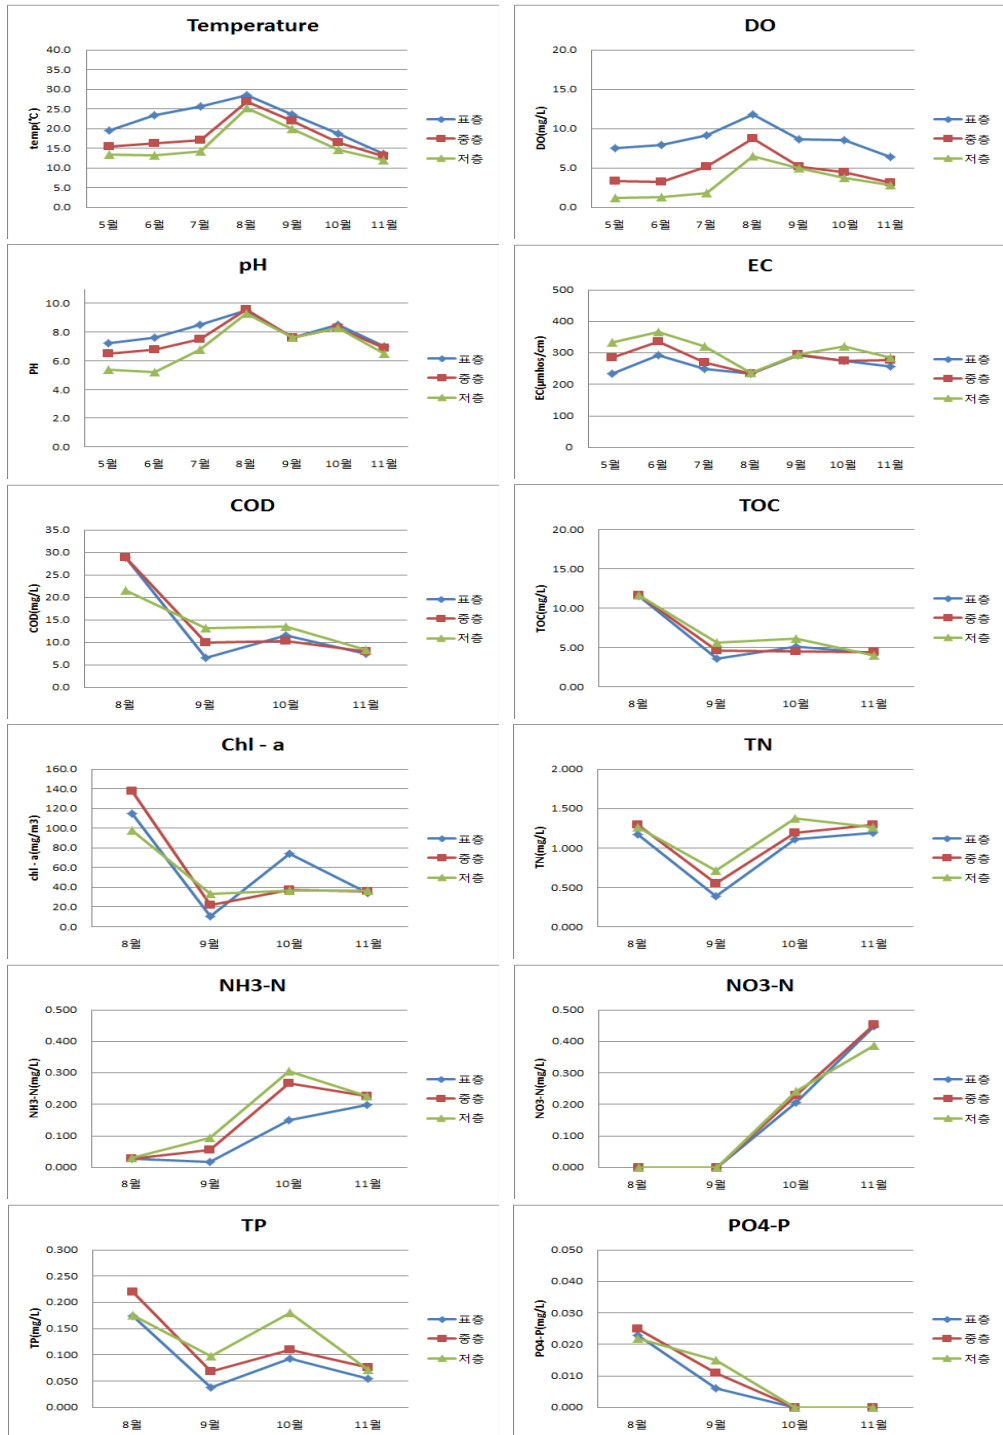 Temperature
temp(℃)
40.0
35.0
30.0
25.0
20.0
15.0
10.0
5.0
0.0
5월 6월 7월 8월 9월 10월 11월
표층
중층
저층
DO
DO(mg/L)
20.0
15.0
10.0
5.0
0.0
5월 6월 7월 8월 9월 10월 11월
표층
중층
저층
pH
PH
10.0
8.0
6.0
4.0
2.0
0.0
5월 6월 7월 8월 9월 10월 11월
표층
중층
저층
EC
EC(μmhos/cm)
500
400
300
200
100
0
5월 6월 7월 8월 9월 10월 11월
표층
중층
저층
COD
COD(mg/L)
35.0
30.0
25.0
20.0
15.0
10.0
5.0
0.0
8월 9월 10월 11월
표층
중층
저층
TOC
TOC(mg/L)
20.00
15.00
10.00
5.00
0.00
8월 9월 10월 11월
표층
중층
저층
Chl - a
chl - a(mg/m3)
160.0
140.0
120.0
100.0
80.0
60.0
40.0
20.0
0.0
8월 9월 10월 11월
표층
중층
저층
TN
TN(mg/L)
2.000
1.500
1.000
0.500
0.000
8월 9월 10월 11월
표층
중층
저층
NH3-N
NH3-N(mg/L)
0.500
0.400
0.300
0.200
0.100
0.000
8월 9월 10월 11월
표층
중층
저층
NO3-N
NO3-N(mg/L)
0.500
0.400
0.300
0.200
0.100
0.000
8월 9월 10월 11월
표층
중층
저층
TP
TP(mg/L)
0.300
0.250
0.200
0.150
0.100
0.050
0.000
8월 9월 10월 11월
표층
중층
저층
PO4-P
PO4-P(mg/L)
0.050
0.040
0.030
0.020
0.010
0.000
8월 9월 10월 11월
표층
중층
저층